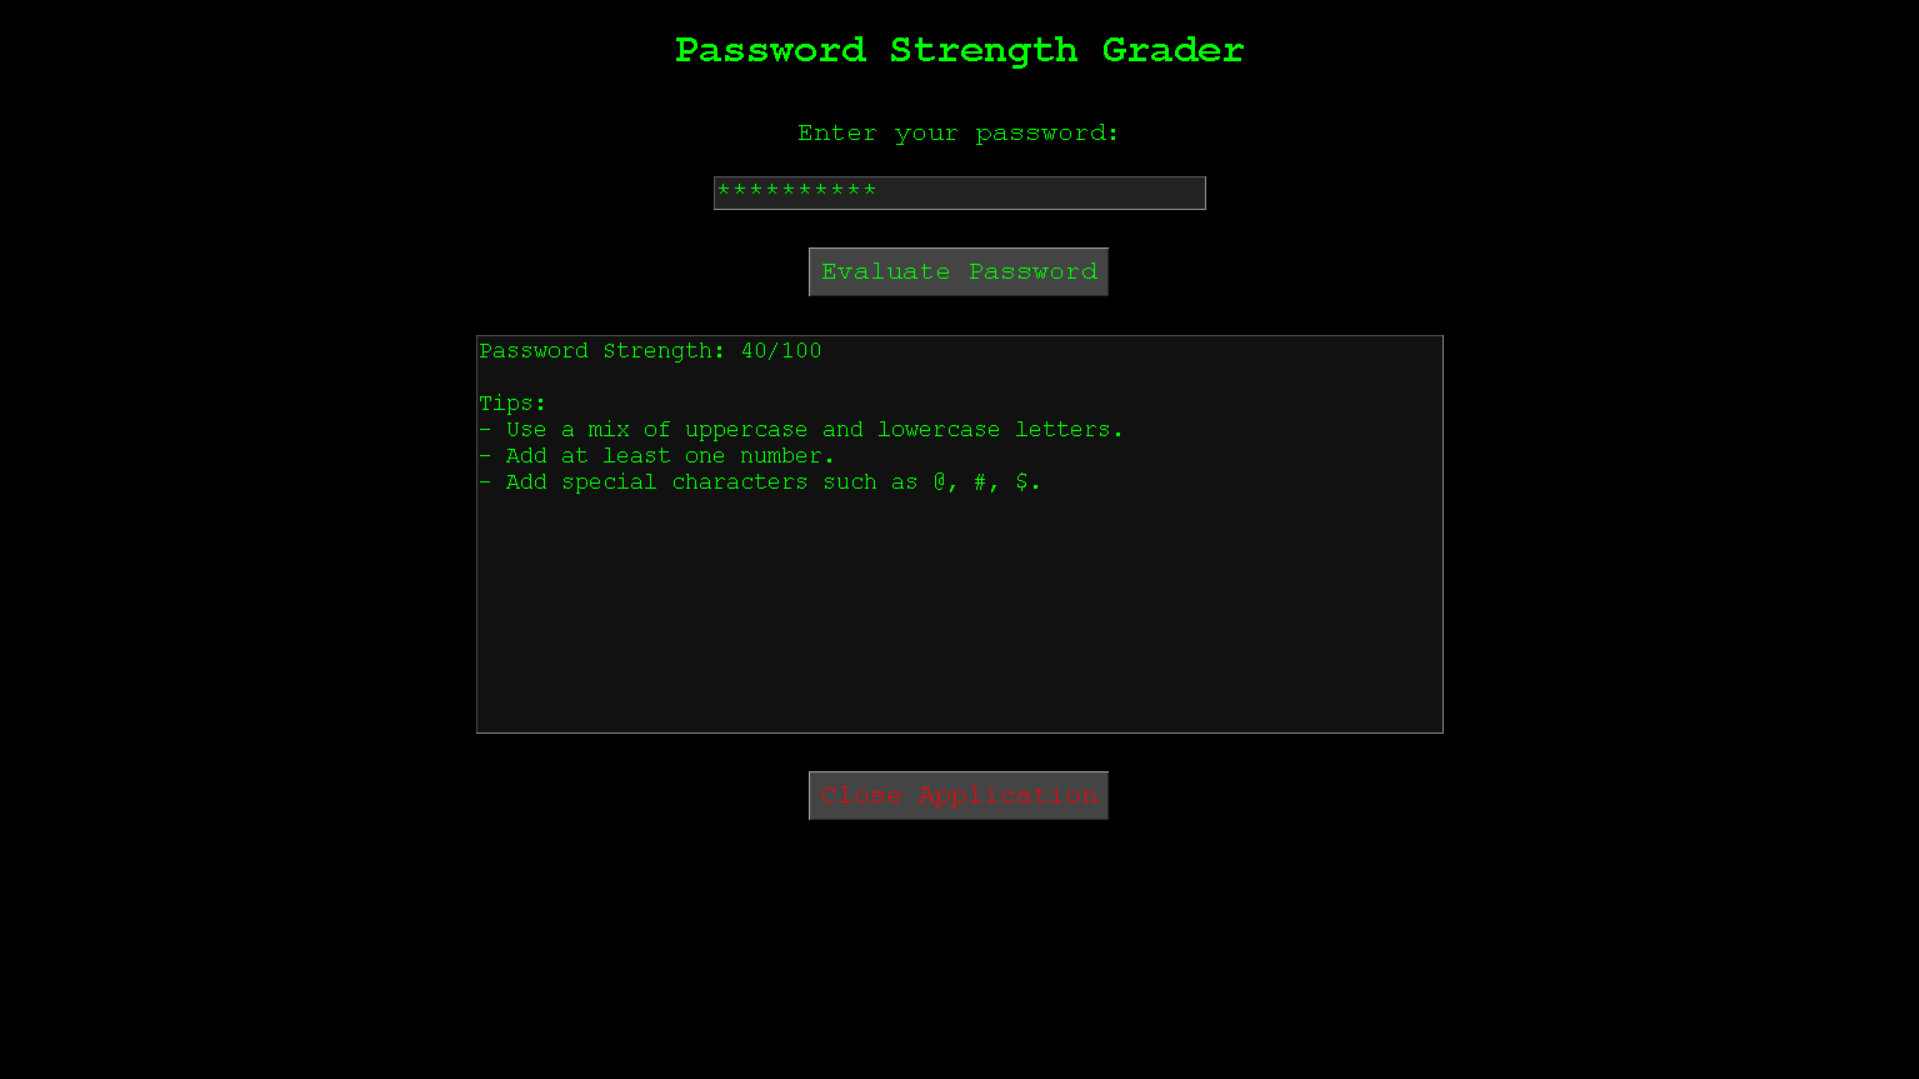 Password Strength Grader
Enter your password:
**********
Evaluate Password
Password Strength: 40/100
Tips:
- Use a mix of uppercase and lowercase letters.
- Add at least one number.
- Add special characters such as @, #, $.
Close Application